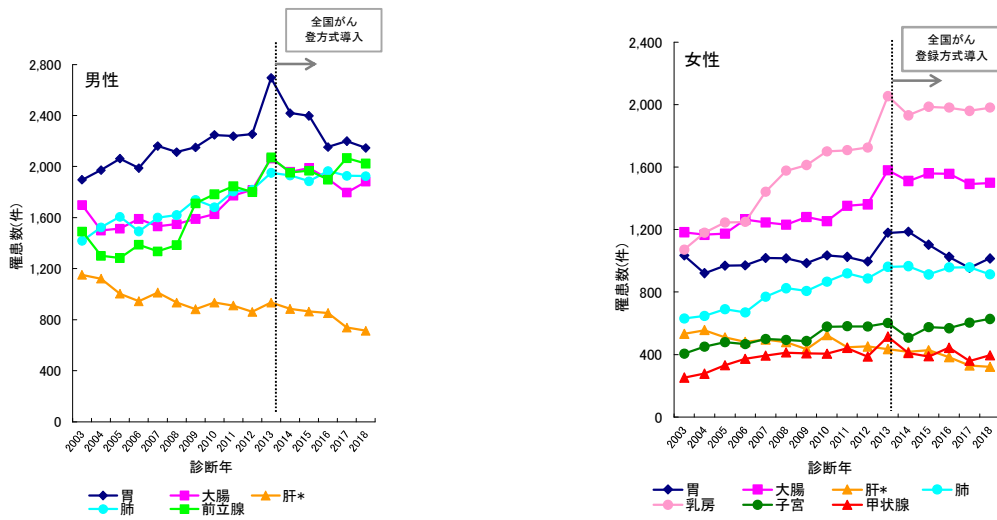 全国がん
登方式導入
男性
2,800
2,400
2,000
1,600
1,200
800
400
0
罹患数(件)
2003
2004
2005
2006
2007
2008
2009
2010
2011
2012
2013
2014
2015
2016
2017
2018
診断年
胃
大腸
肝*
肺
前立腺
全国がん
登録方式導入
女性
2,400
2,000
1,600
1,200
800
400
0
罹患数(件)
2003
2004
2005
2006
2007
2008
2009
2010
2011
2012
2013
2014
2015
2016
2017
2018
診断年
胃
大腸
肝*
肺
乳房
子宮
甲状腺